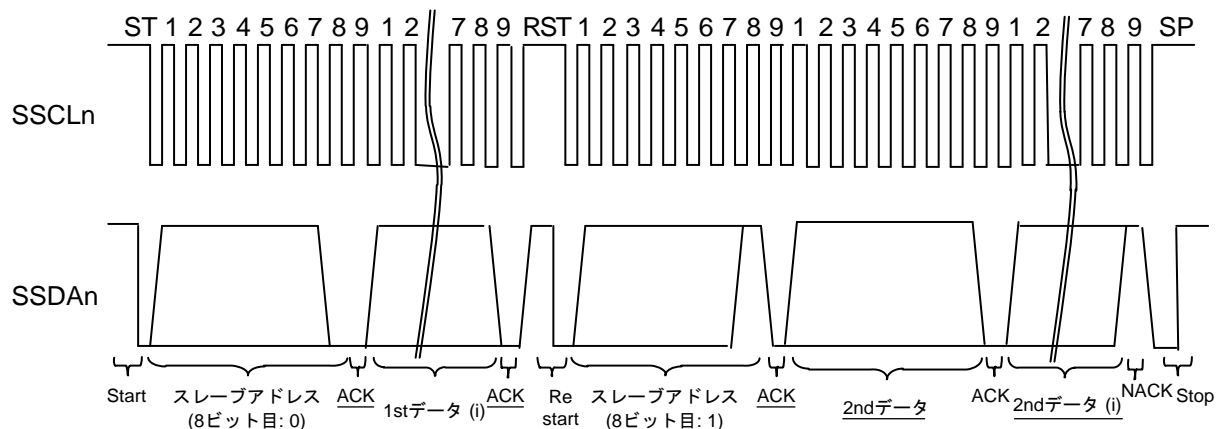 ST 1 2 3 4 5 6 7 8 9 1 2 7 8 9 RST 1 2 3 4 5 6 7 8 9 1 2 3 4 5 6 7 8 9 1 2 7 8 9 SP
SSCLn
SSDAn
Start
スレーブアドレス
(8ビット目: 0)
ACK
1stデータ (i)
ACK
Re
start
スレーブアドレス
(8ビット目: 1)
ACK
2ndデータ
ACK
2ndデータ (i)
NACK
Stop